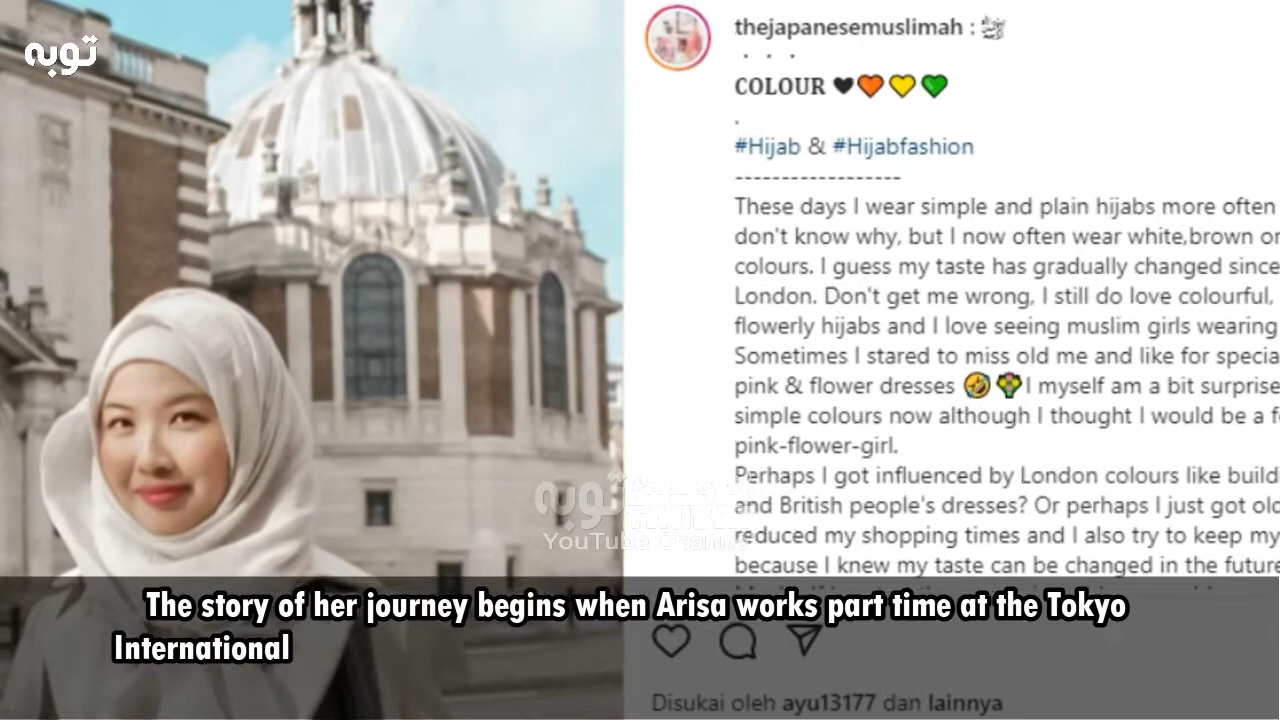 توبه
thejapanesemuslimah :
. . .
COLOUR 🖤🧡💛💚
.
#Hijab & #Hijabfashion
------------------
These days I wear simple and plain hijabs more often
don't know why, but I now often wear white,brown or
colours. I guess my taste has gradually changed since
London. Don't get me wrong, I still do love colourful,
flowerly hijabs and I love seeing muslim girls wearing
Sometimes I stared to miss old me and like for specia
pink & flower dresses 🤣💐I myself am a bit surprise
simple colours now although I thought I would be a
pink-flower-girl.
Perhaps I got influenced by London colours like build
and British people's dresses? Or perhaps I just got old
reduced my shopping times and I also try to keep my
because I knew my taste can be changed in the future
توبه
YouTube Channel
The story of her journey begins when Arisa works part time at the Tokyo
International
Disukai oleh ayu13177 dan lainnya